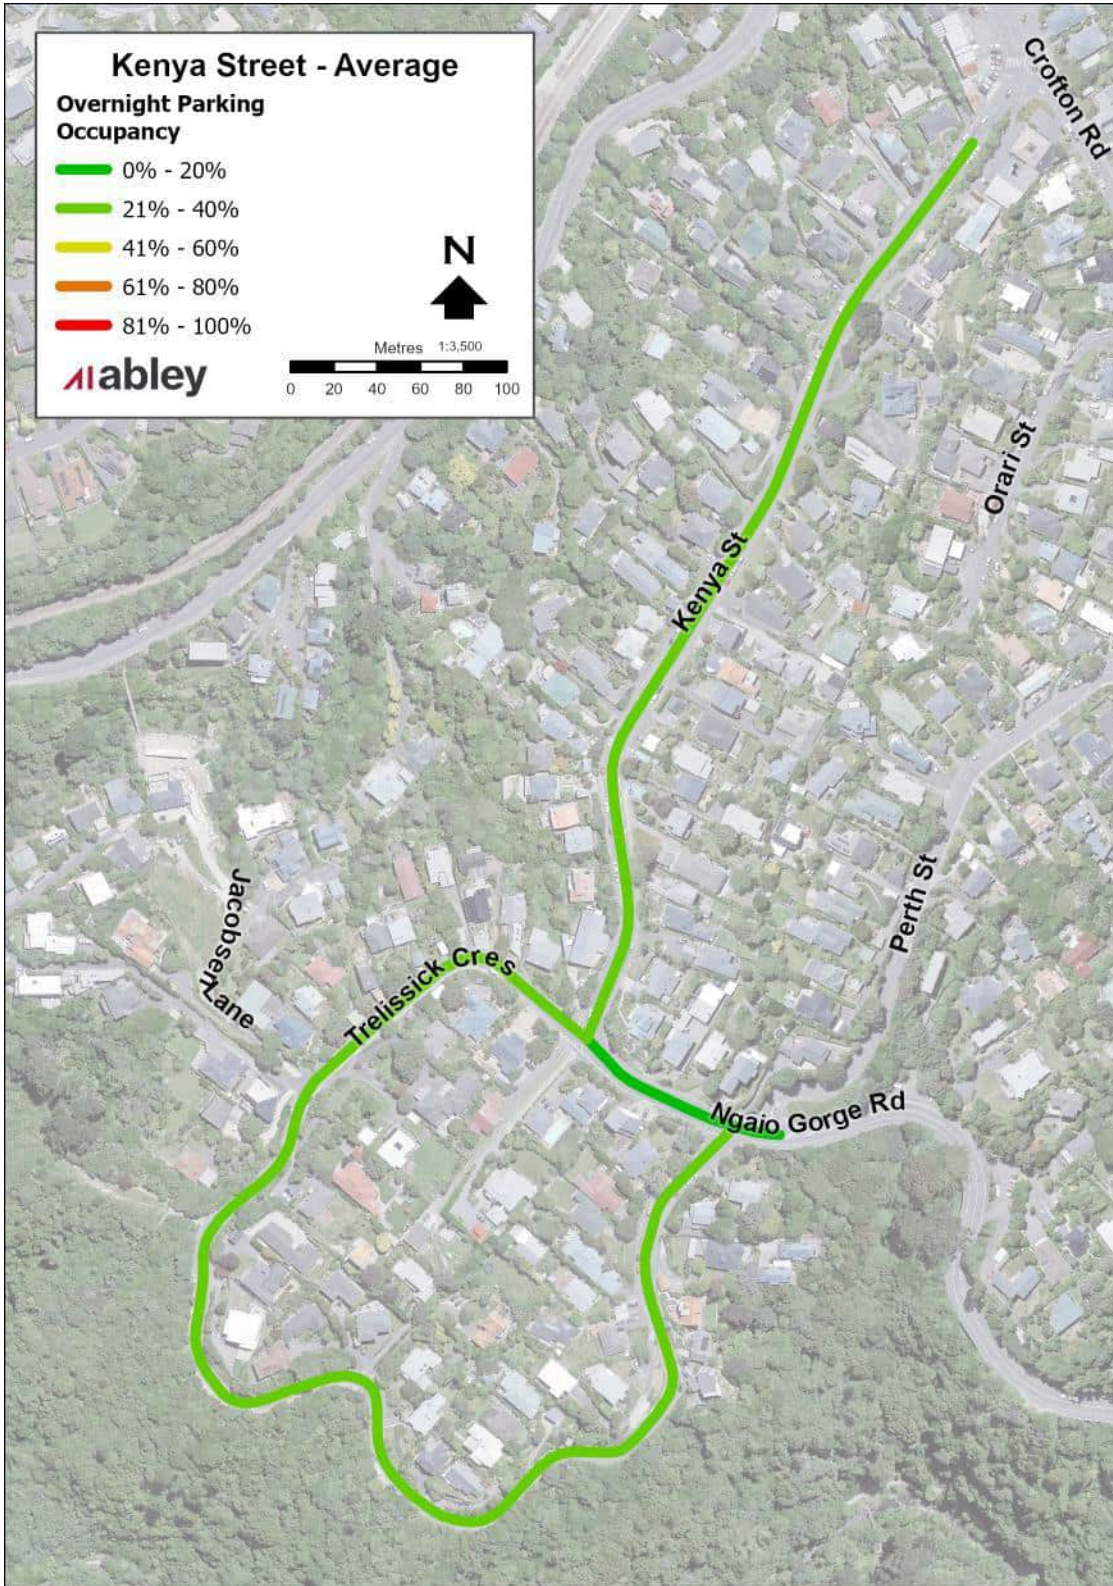 Kenya Street - Average
Overnight Parking
Occupancy
0% - 20%
21% - 40%
41% - 60%
61% - 80%
81% - 100%
N
Metres 1:3,500
0 20 40 60 80 100
abley
Crofton Rd
Orari St
Kenya St
Perth St
Jacobsen Lane
Trelissick Cres
Ngaio Gorge Rd